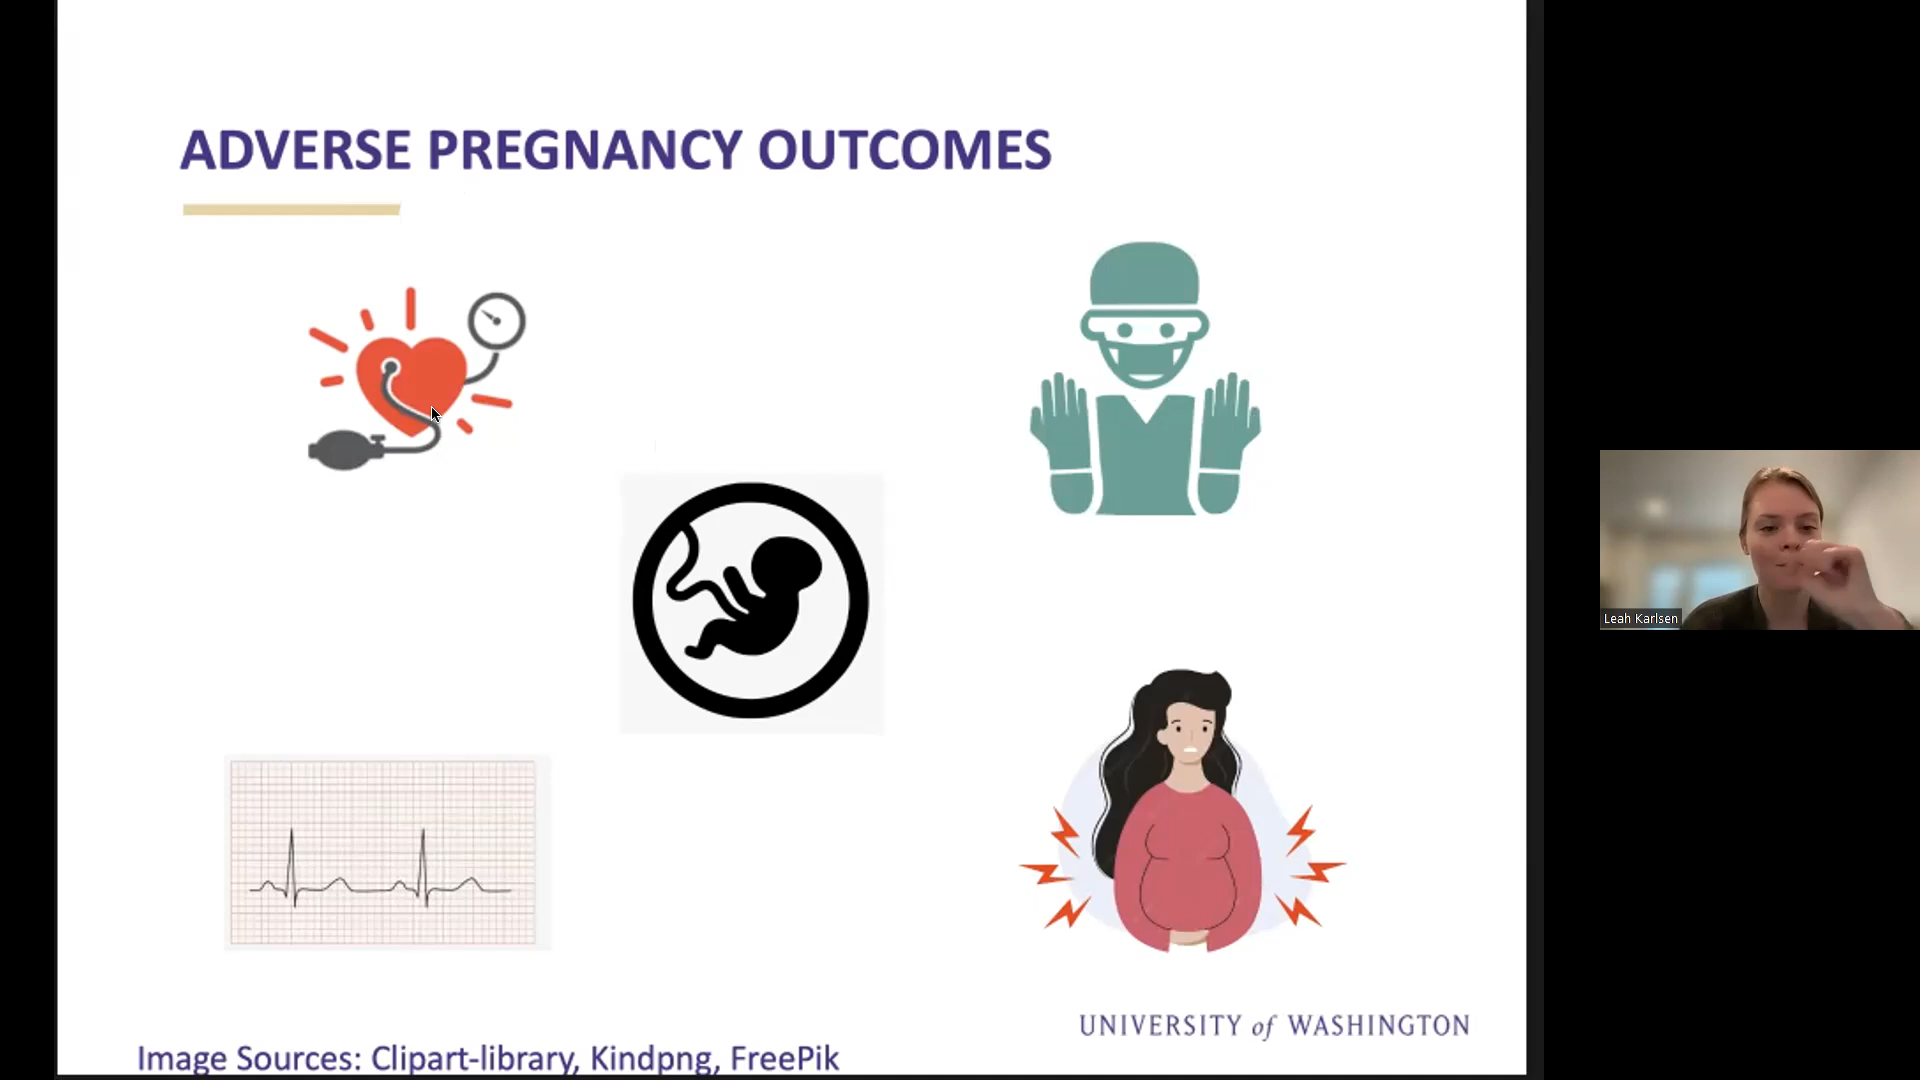 ADVERSE PREGNANCY OUTCOMES
Leah Karlsen
UNIVERSITY of WASHINGTON
Image Sources: Clipart-library, Kindpng, FreePik